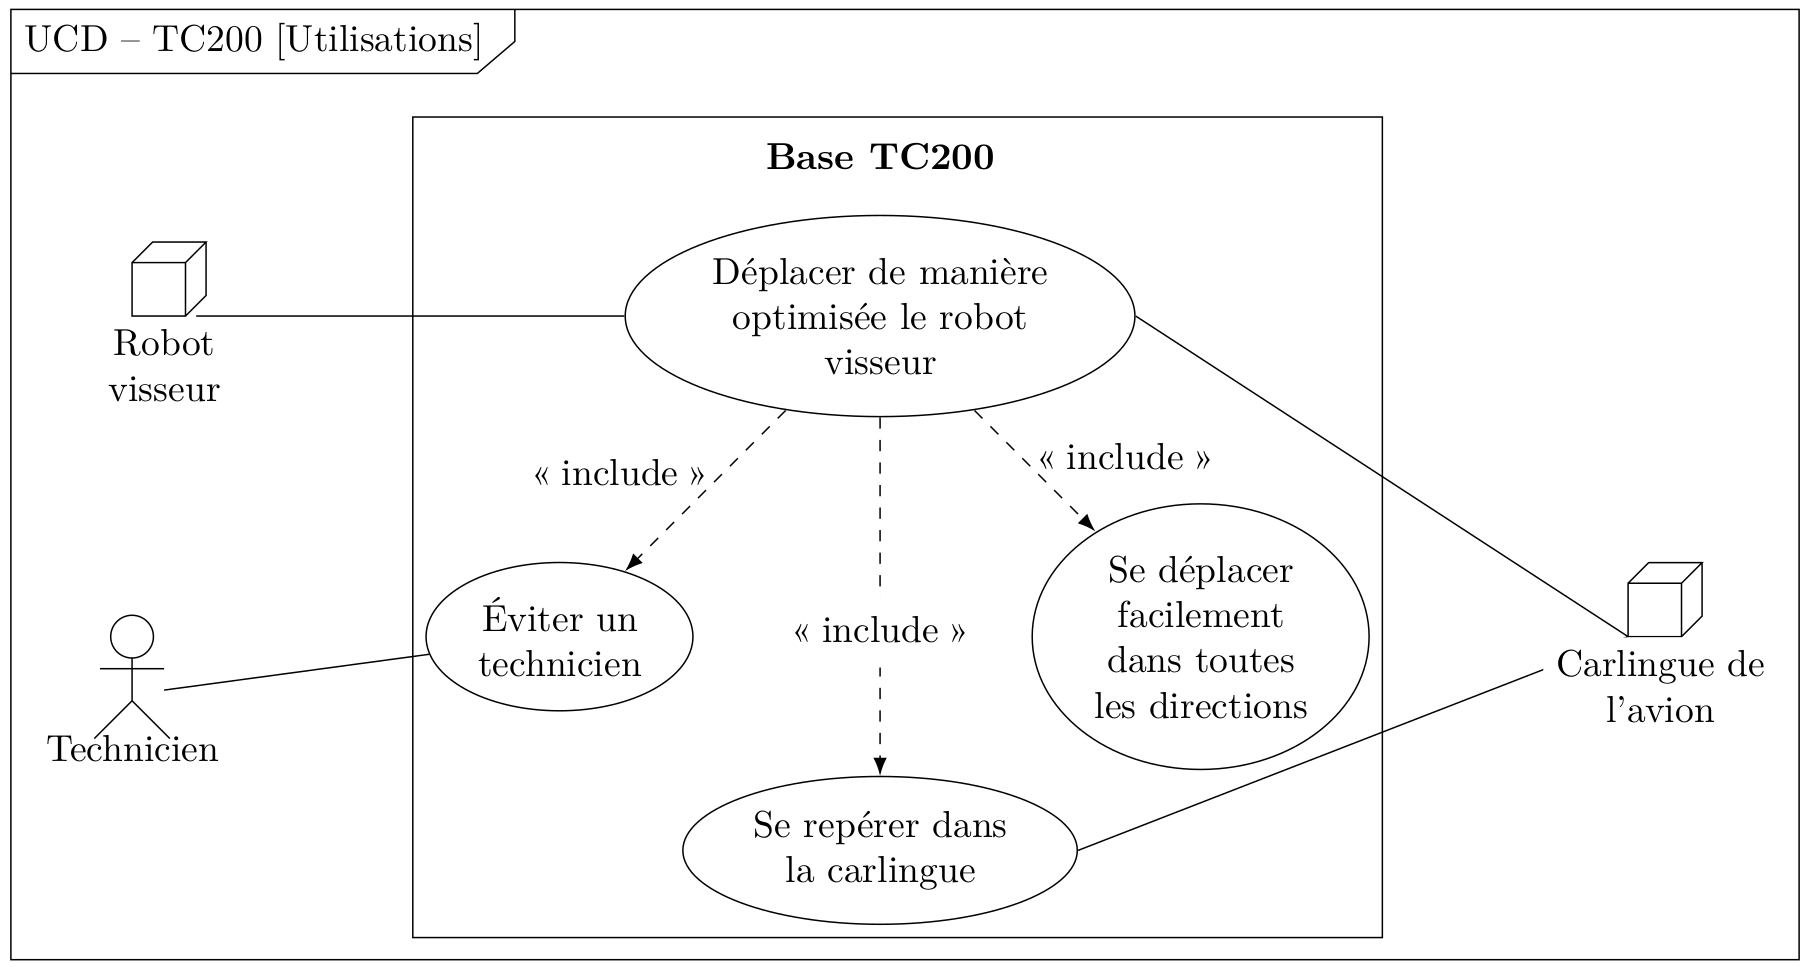 UCD – TC200 [Utilisations]
Base TC200
Déplacer de manière
optimisée le robot
visseur
Robot
visseur
« include »
« include »
« include »
Éviter un
technicien
Se déplacer
facilement
dans toutes
les directions
Carlingue de
l'avion
Technicien
Se repérer dans
la carlingue